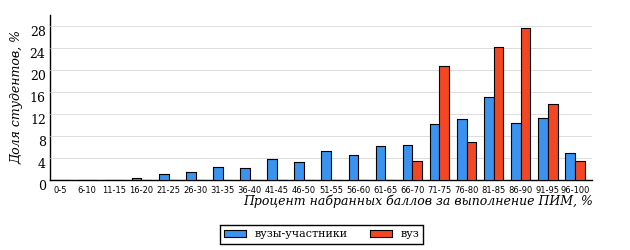 Доля студентов, %
28
24
20
16
12
8
4
0
0-5 6-10 11-15 16-20 21-25 26-30 31-35 36-40 41-45 46-50 51-55 56-60 61-65 66-70 71-75 76-80 81-85 86-90 91-95 96-100
Процент набранных баллов за выполнение ПИМ, %
вузы-участники вуз